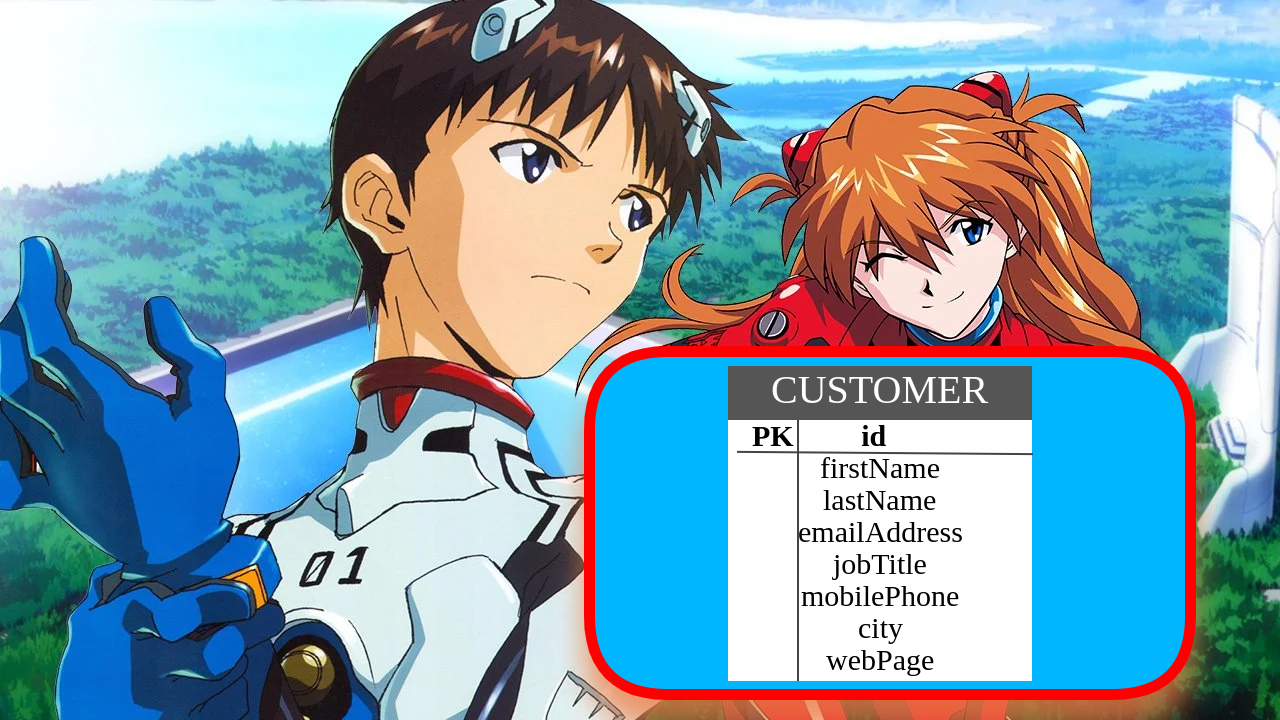 01
CUSTOMER
PK id
firstName
lastName
emailAddress
jobTitle
mobilePhone
city
webPage